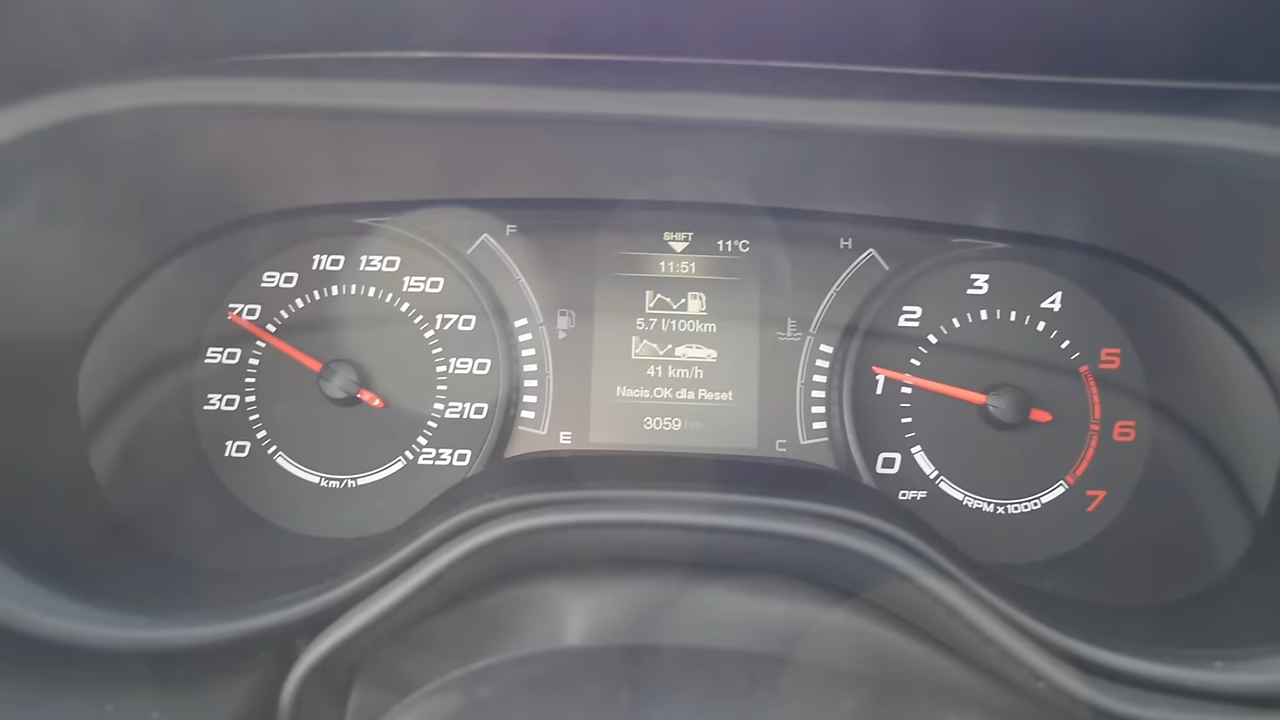 10
30
50
70
90
110
130
150
170
190
210
230
km/h
F
E
SHIFT
11°C
11:51
5.7 l/100km
41 km/h
Nacis.OK dla Reset
3059 km
H
C
OFF
0
1
2
3
4
5
6
7
RPM x1000